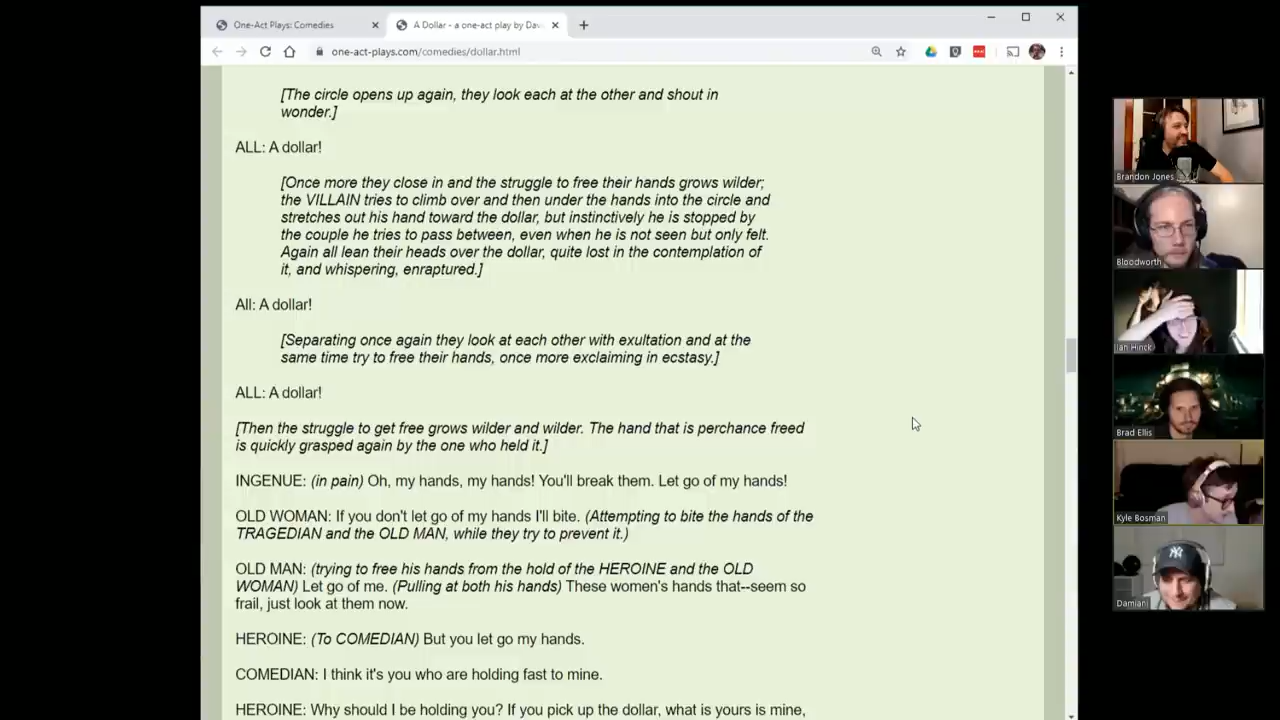 One-Act Plays: Comedies
A Dollar - a one-act play by Dav
one-act-plays.com/comedies/dollar.html
[The circle opens up again, they look each at the other and shout in
wonder.]
ALL: A dollar!
[Once more they close in and the struggle to free their hands grows wilder;
the VILLAIN tries to climb over and then under the hands into the circle and
stretches out his hand toward the dollar, but instinctively he is stopped by
the couple he tries to pass between, even when he is not seen but only felt.
Again all lean their heads over the dollar, quite lost in the contemplation of
it, and whispering, enraptured.]
All: A dollar!
[Separating once again they look at each other with exultation and at the
same time try to free their hands, once more exclaiming in ecstasy.]
ALL: A dollar!
[Then the struggle to get free grows wilder and wilder. The hand that is perchance freed
is quickly grasped again by the one who held it.]
INGENUE: (in pain) Oh, my hands, my hands! You'll break them. Let go of my hands!
OLD WOMAN: If you don't let go of my hands I'll bite. (Attempting to bite the hands of the
TRAGEDIAN and the OLD MAN, while they try to prevent it.)
OLD MAN: (trying to free his hands from the hold of the HEROINE and the OLD
WOMAN) Let go of me. (Pulling at both his hands) These women's hands that--seem so
frail, just look at them now.
HEROINE: (To COMEDIAN) But you let go my hands.
COMEDIAN: I think it's you who are holding fast to mine.
HEROINE: Why should I be holding you? If you pick up the dollar, what is yours is mine,
Brandon Jones
Bloodworth
Ian Hinck
Brad Ellis
Kyle Bosman
Damiani